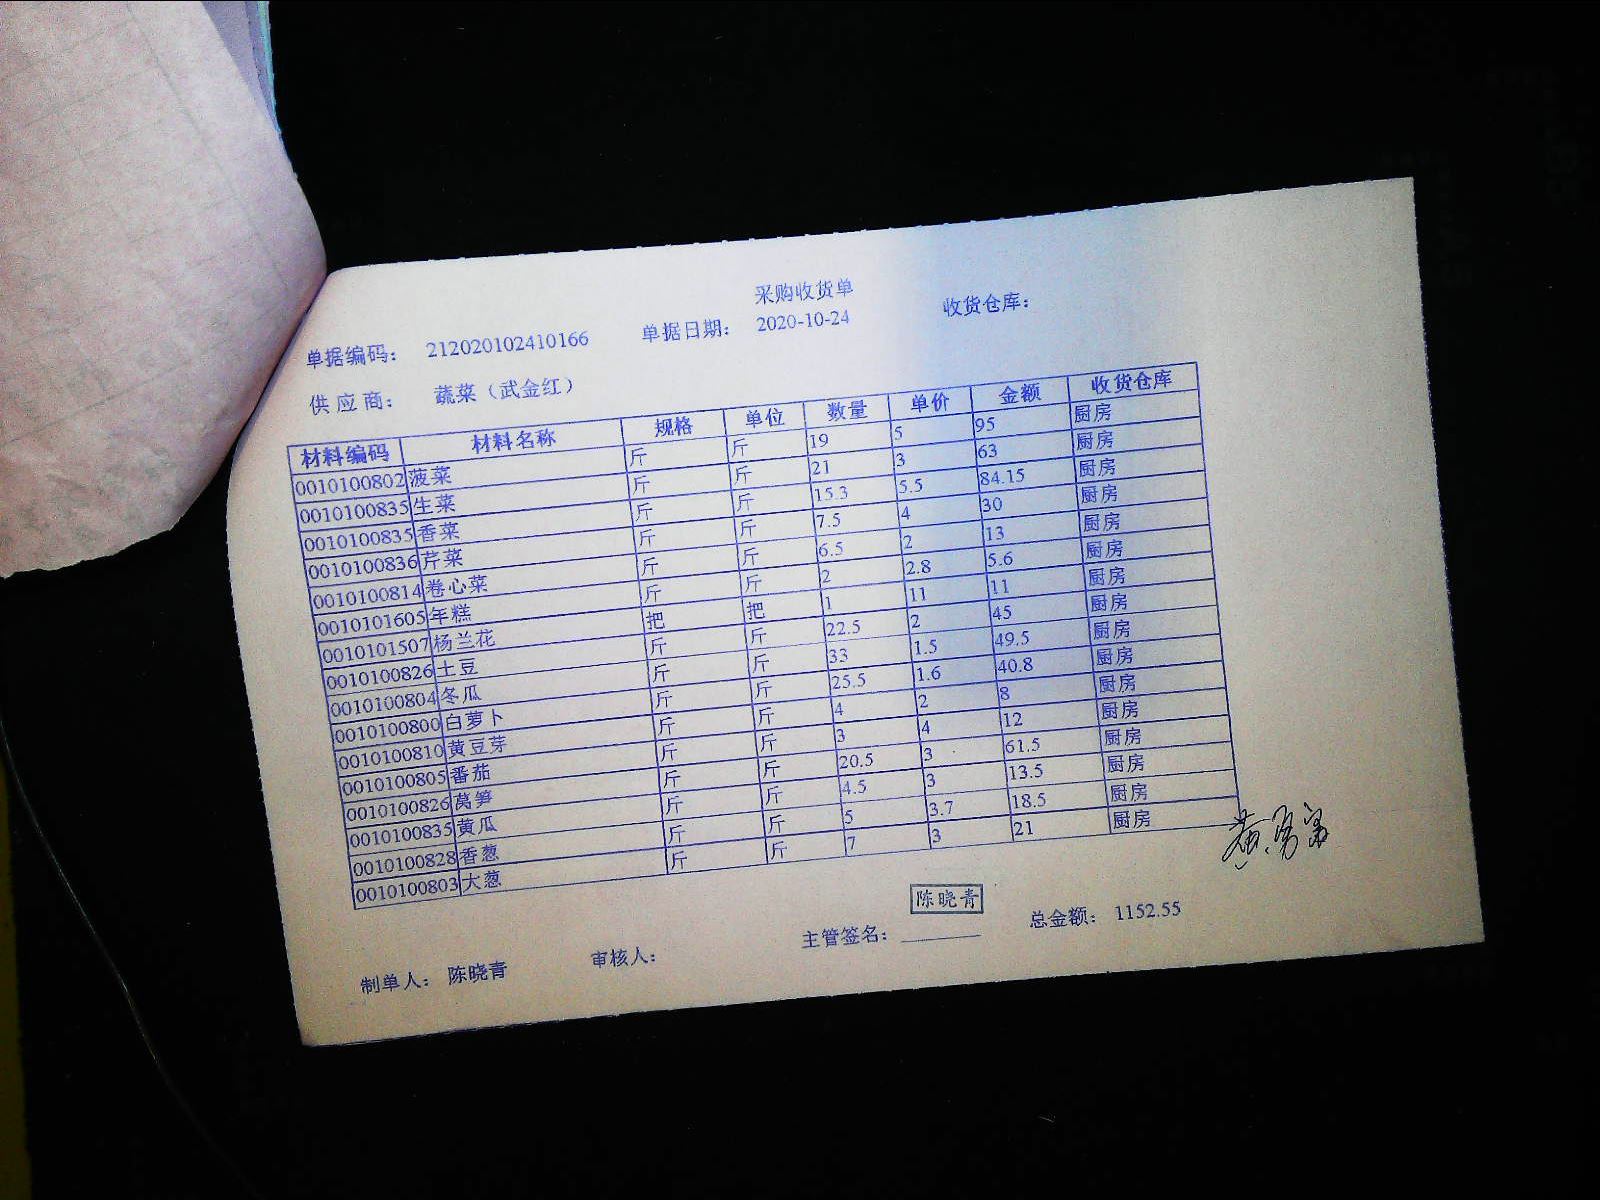 采购收货单
单据编码： 212020102410166 单据日期： 2020-10-24 收货仓库：
供应商： 蔬菜（武金红）
材料编码 材料名称 规格 单位 数量 单价 金额 收货仓库
0010100802 菠菜 斤 斤 19 5 95 厨房
0010100835 生菜 斤 斤 21 3 63 厨房
0010100835 香菜 斤 斤 15.3 5.5 84.15 厨房
0010100836 芹菜 斤 斤 7.5 4 30 厨房
0010100814 卷心菜 斤 斤 6.5 2 13 厨房
0010101605 年糕 斤 斤 2 2.8 5.6 厨房
0010101507 杨兰花 把 把 1 11 11 厨房
0010100826 土豆 斤 斤 22.5 2 45 厨房
0010100804 冬瓜 斤 斤 33 1.5 49.5 厨房
0010100800 白萝卜 斤 斤 25.5 1.6 40.8 厨房
0010100810 黄豆芽 斤 斤 4 2 8 厨房
0010100805 番茄 斤 斤 3 4 12 厨房
0010100826 莴笋 斤 斤 20.5 3 61.5 厨房
0010100835 黄瓜 斤 斤 4.5 3 13.5 厨房
0010100828 香葱 斤 斤 5 3.7 18.5 厨房
0010100803 大葱 斤 斤 7 3 21 厨房
陈晓青
制单人： 陈晓青 审核人： 主管签名： 总金额： 1152.55